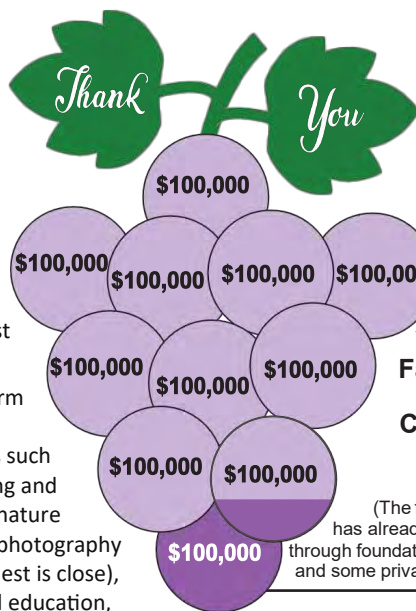 Thank
You
$100,000
$100,000
$100,000
$100,000
$100,00
$100,000
$100,000
$100,000
$100,000
$100,000
$100,000
st
rm
s such
ng and
nature
photography
est is close),
d education,
F
C
(The
has already
through foundat
and some priva